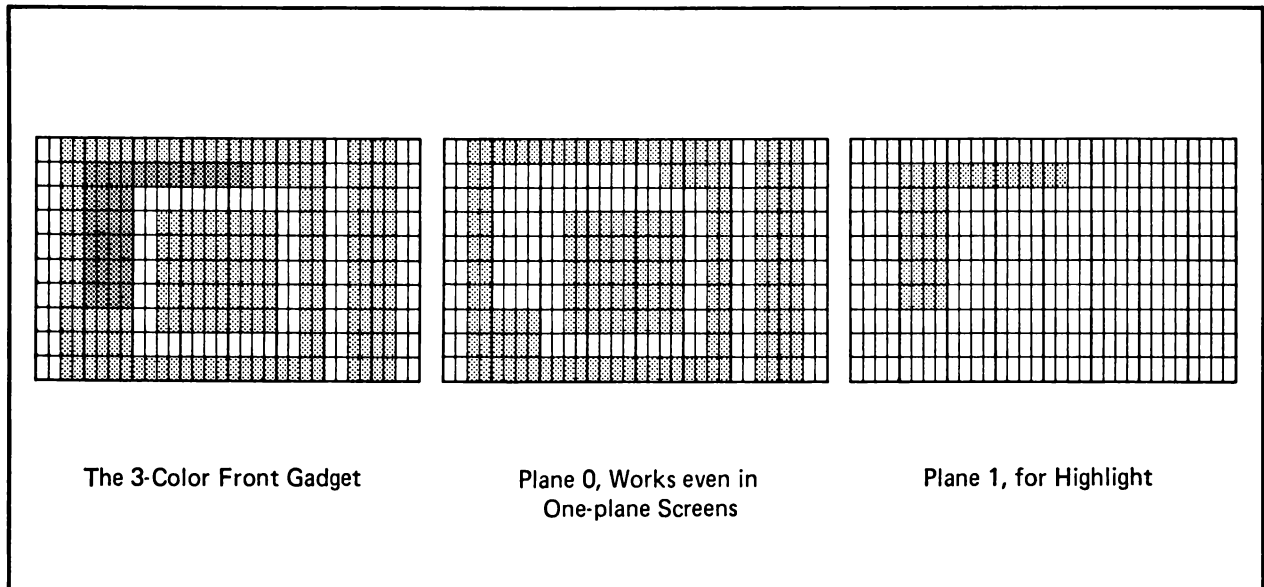 The 3-Color Front Gadget
Plane 0, Works even in
One-plane Screens
Plane 1, for Highlight